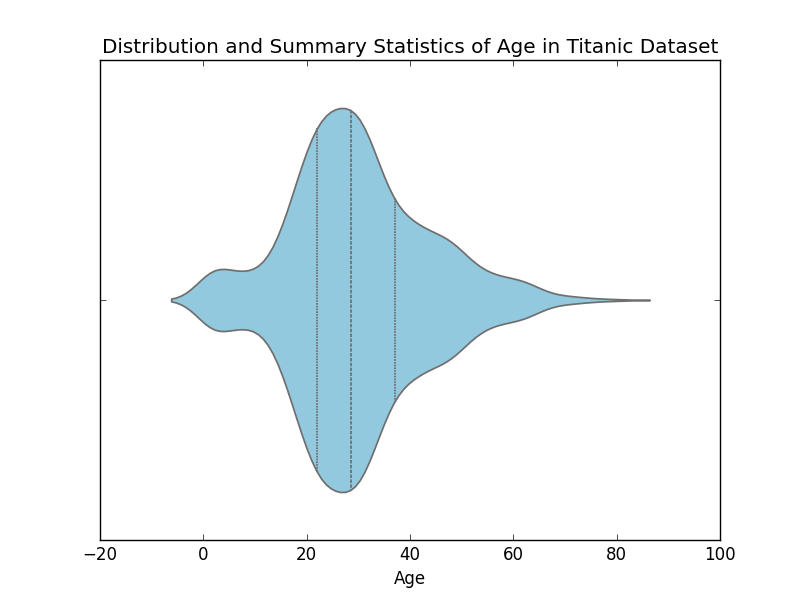 Distribution and Summary Statistics of Age in Titanic Dataset
−20 0 20 40 60 80 100
Age